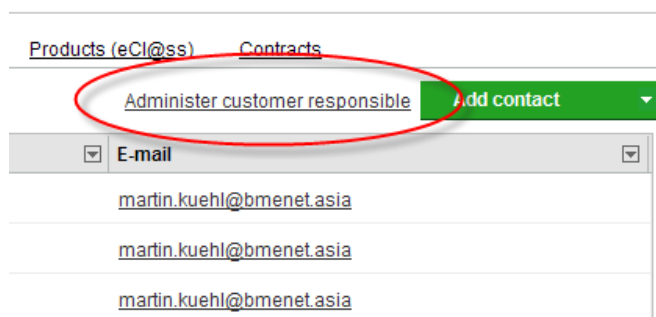 Products (eCl@ss) Contracts
Administer customer responsible Add contact
E-mail
martin.kuehl@bmenet.asia
martin.kuehl@bmenet.asia
martin.kuehl@bmenet.asia